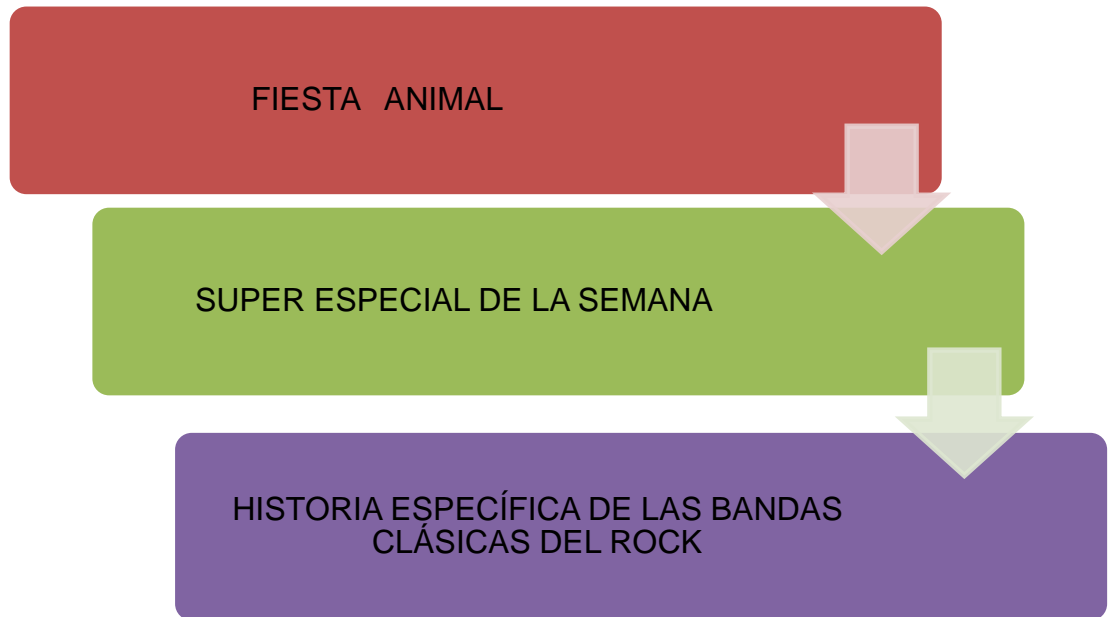 FIESTA ANIMAL
SUPER ESPECIAL DE LA SEMANA
HISTORIA ESPECÍFICA DE LAS BANDAS
CLÁSICAS DEL ROCK